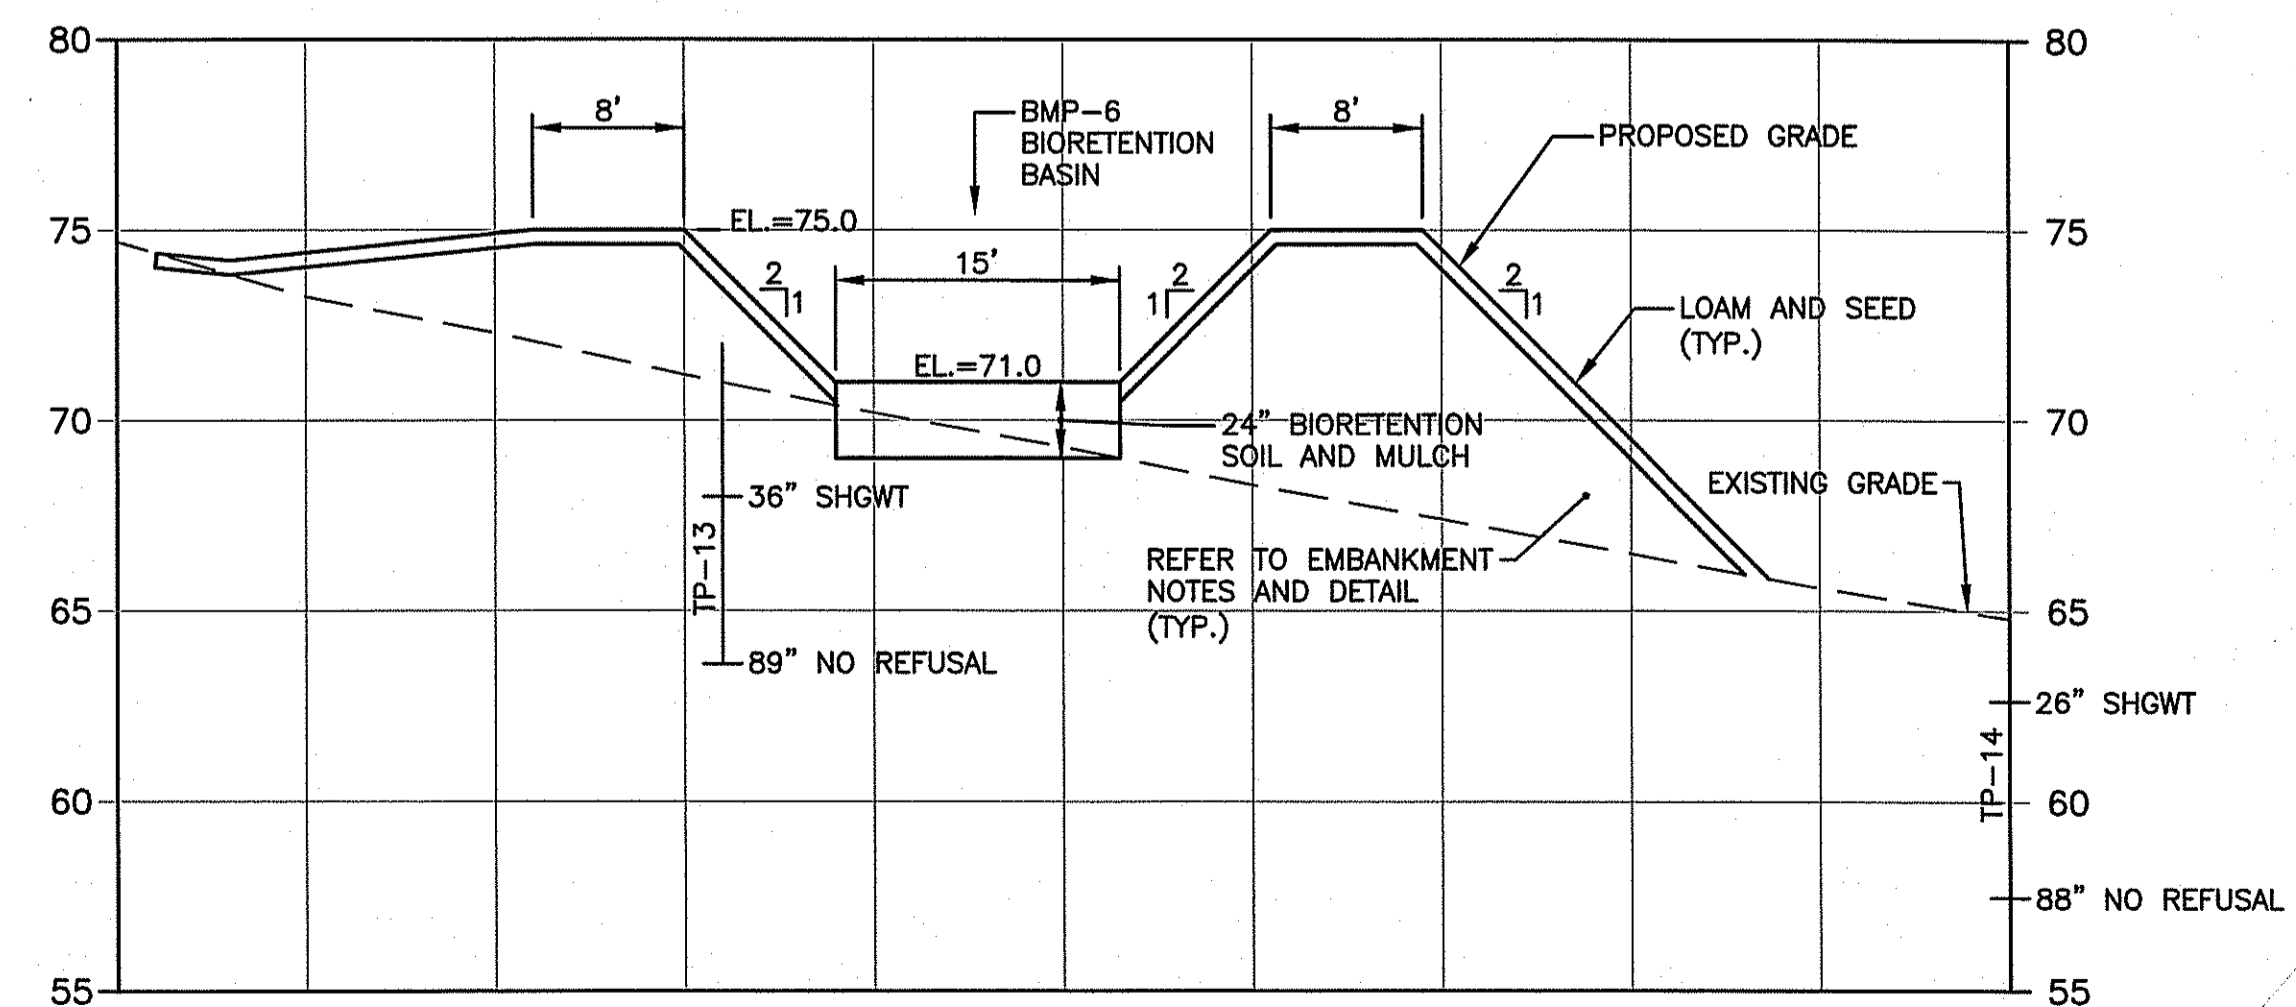 80
80
8'
BMP-6
BIORETENTION
BASIN
8'
PROPOSED GRADE
75
EL.=75.0
75
15'
2
1
2
1
2
1
LOAM AND SEED
(TYP.)
EL.=71.0
70
24" BIORETENTION
SOIL AND MULCH
70
EXISTING GRADE
36" SHGWT
TP-13
REFER TO EMBANKMENT
NOTES AND DETAIL
(TYP.)
65
65
89" NO REFUSAL
26" SHGWT
TP-14
60
60
88" NO REFUSAL
55
55